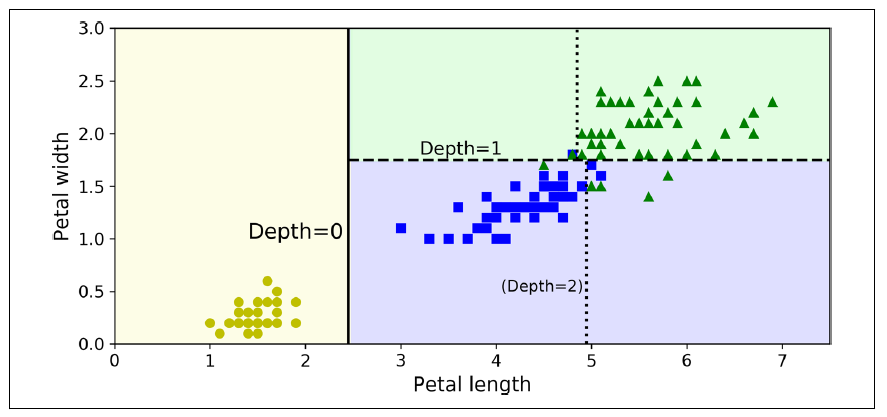 3.0
2.5
2.0
1.5
1.0
0.5
0.0
Petal width
Depth=1
Depth=0
(Depth=2)
0 1 2 3 4 5 6 7
Petal length